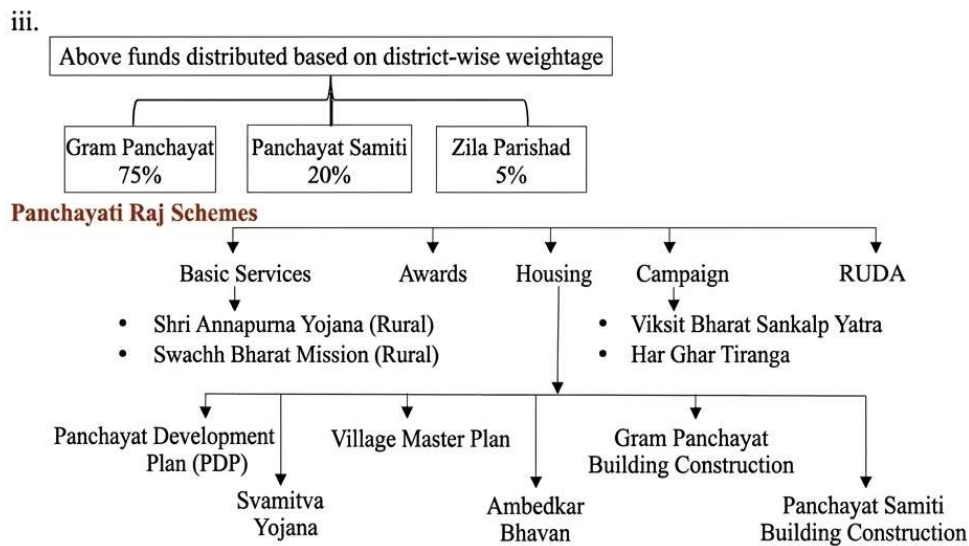 iii.
Above funds distributed based on district-wise weightage
Gram Panchayat
75%
Panchayat Samiti
20%
Zila Parishad
5%
Panchayati Raj Schemes
Basic Services
Awards
Housing
Campaign
RUDA
• Shri Annapurna Yojana (Rural)
• Swachh Bharat Mission (Rural)
• Viksit Bharat Sankalp Yatra
• Har Ghar Tiranga
Panchayat Development
Plan (PDP)
Svamitva
Yojana
Village Master Plan
Ambedkar
Bhavan
Gram Panchayat
Building Construction
Panchayat Samiti
Building Construction